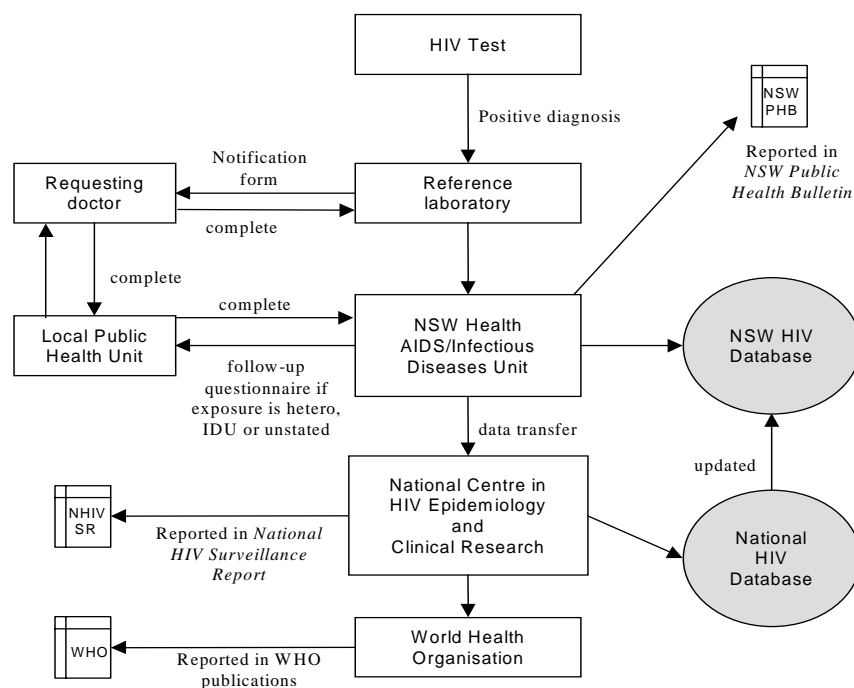 HIV Test
NSW
PHB
Positive diagnosis
Reported in
NSW Public
Health Bulletin
Notification
form
Requesting
doctor
Reference
laboratory
complete
complete
complete
Local Public
Health Unit
NSW Health
AIDS/Infectious
Diseases Unit
NSW HIV
Database
follow-up
questionnaire if
exposure is hetero,
IDU or unstated
data transfer
updated
National Centre in
HIV Epidemiology
and
Clinical Research
NHIV
SR
Reported in National
HIV Surveillance
Report
National
HIV
Database
World Health
Organisation
WHO
Reported in WHO
publications